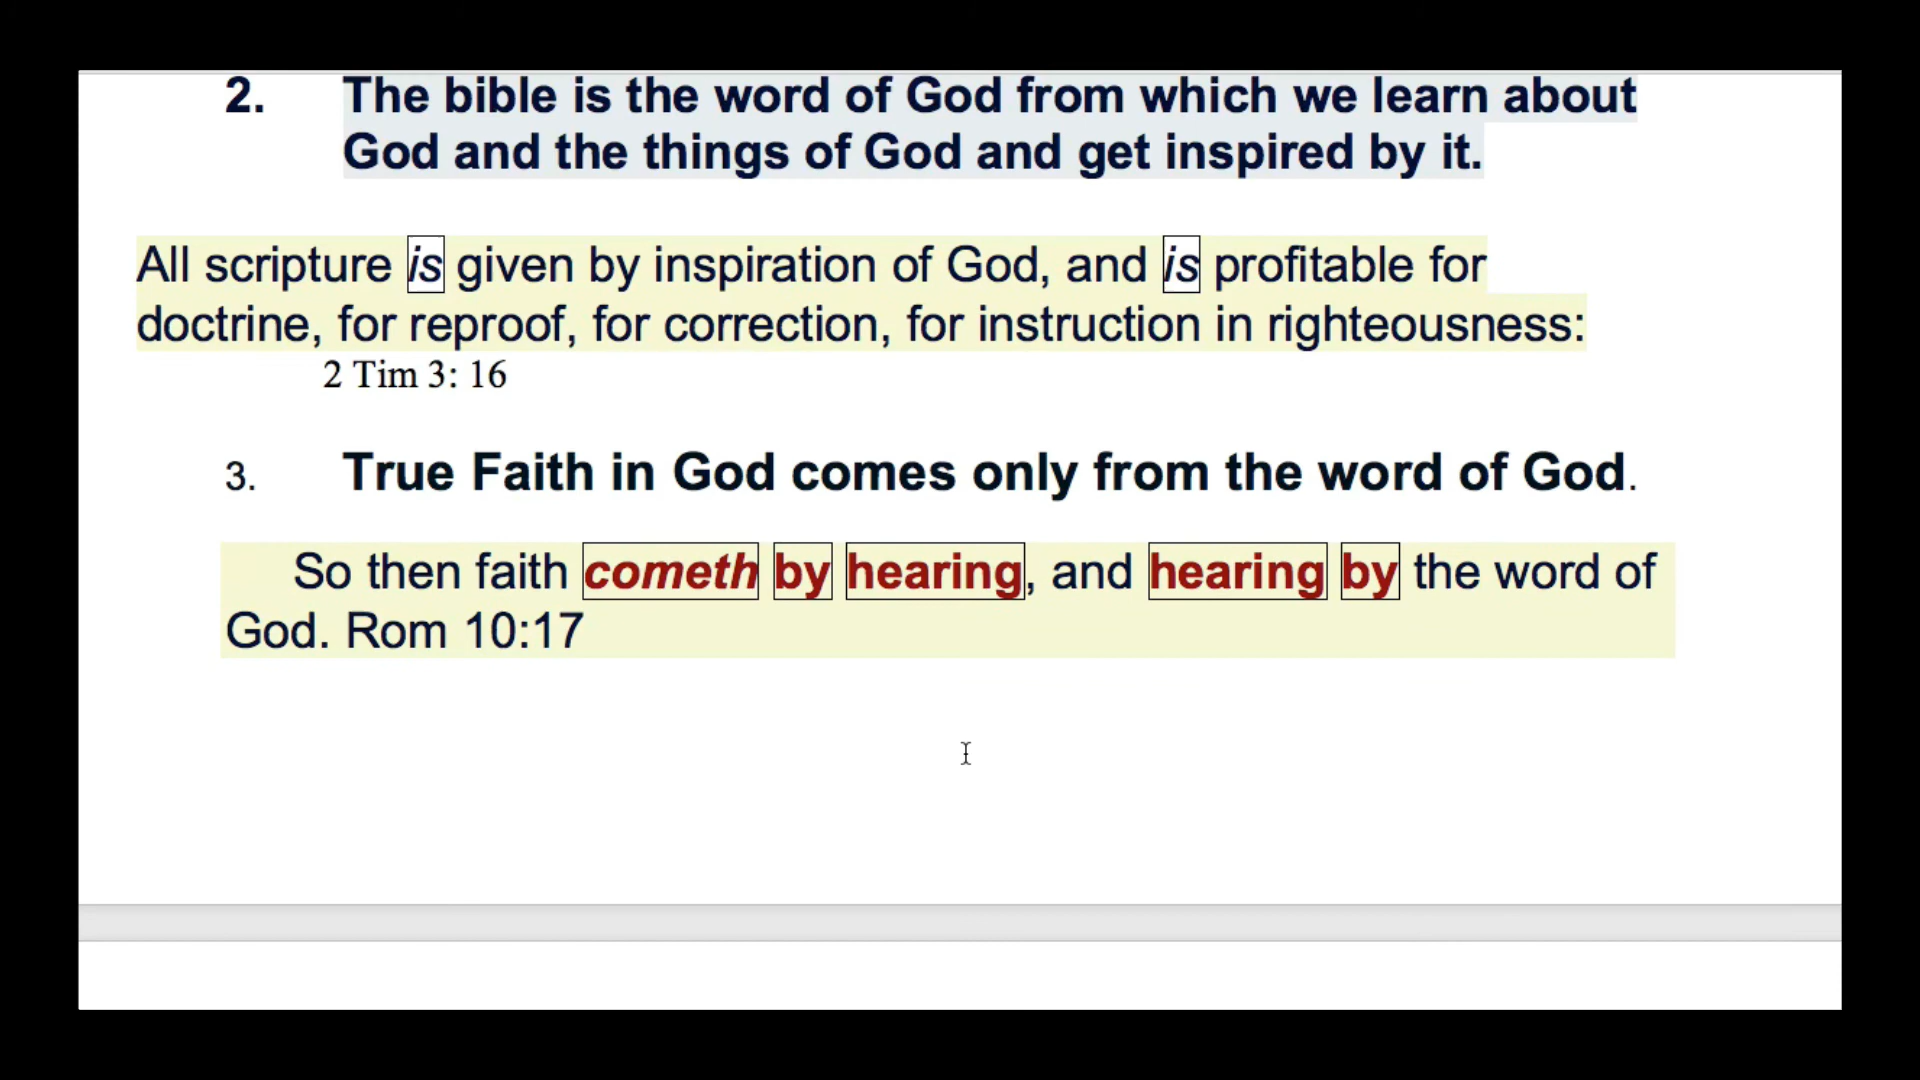 2. The bible is the word of God from which we learn about
God and the things of God and get inspired by it.
All scripture is given by inspiration of God, and is profitable for
doctrine, for reproof, for correction, for instruction in righteousness:
2 Tim 3: 16
3. True Faith in God comes only from the word of God.
So then faith cometh by hearing, and hearing by the word of
God. Rom 10:17